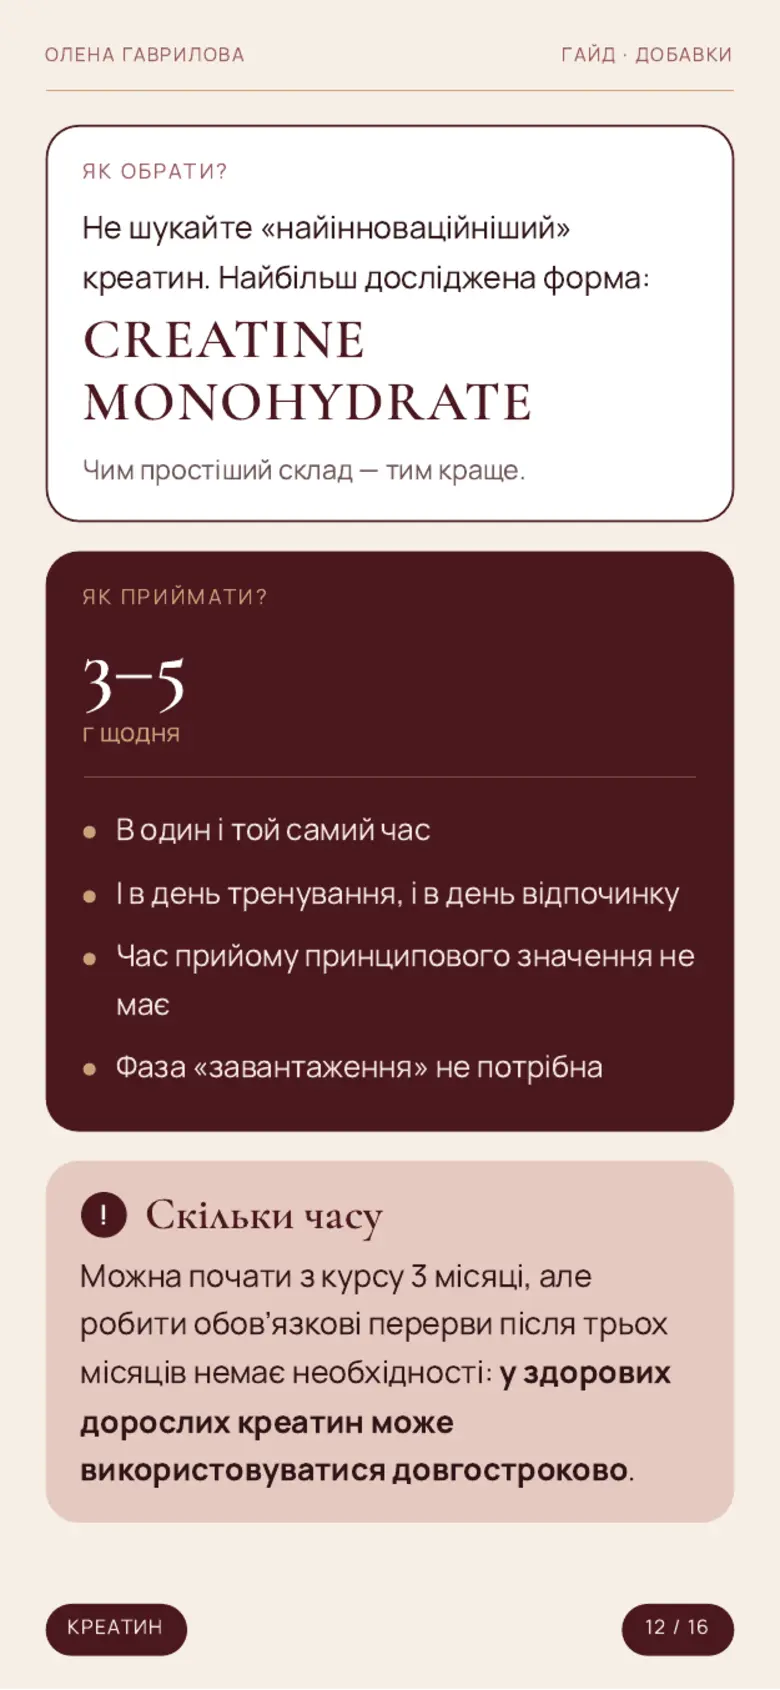 ОЛЕНА ГАВРИЛОВА
ГАЙД · ДОБАВКИ
ЯК ОБРАТИ?
Не шукайте «найінноваційніший»
креатин. Найбільш досліджена форма:
CREATINE
MONOHYDRATE
Чим простіший склад — тим краще.
ЯК ПРИЙМАТИ?
3–5
г щодня
• В один і той самий час
• І в день тренування, і в день відпочинку
• Час прийому принципового значення не
має
• Фаза «завантаження» не потрібна
! Скільки часу
Можна почати з курсу 3 місяці, але
робити обов’язкові перерви після трьох
місяців немає необхідності: у здорових
дорослих креатин може
використовуватися довгостроково.
КРЕАТИН
12 / 16